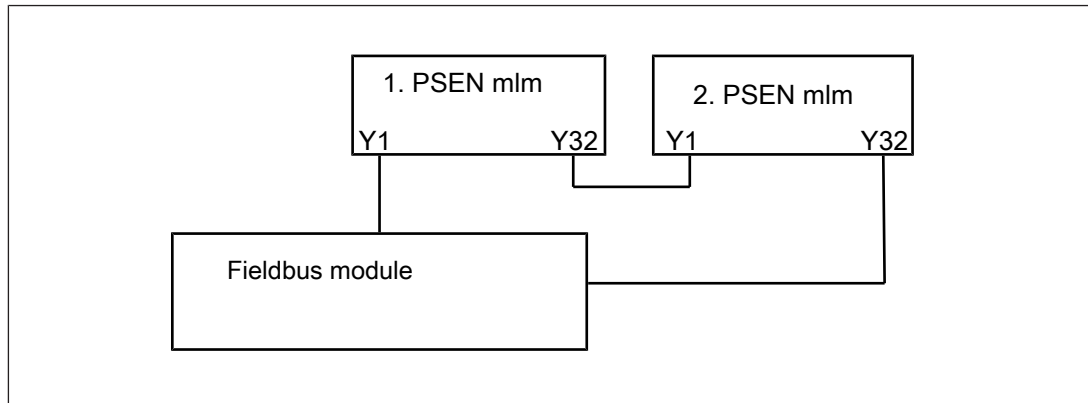 1. PSEN mlm
Y1 Y32
2. PSEN mlm
Y1 Y32
Fieldbus module